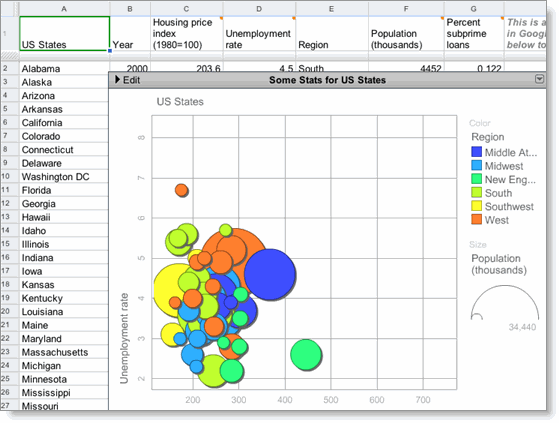 A B C D E F G
1 US States Year Housing price index (1980=100) Unemployment rate Region Population (thousands) Percent subprime loans This is a in Goog below to
2 Alabama 2000 203.6 4.5 South 4452 0.122
3 Alaska
4 Arizona
5 Arkansas
6 California
7 Colorado
8 Connecticut
9 Delaware
10 Washington DC
11 Florida
12 Georgia
13 Hawaii
14 Idaho
15 Illinois
16 Indiana
17 Iowa
18 Kansas
19 Kentucky
20 Louisiana
21 Maine
22 Maryland
23 Massachusetts
24 Michigan
25 Minnesota
26 Mississippi
27 Missouri
Edit Some Stats for US States
US States
Unemployment rate
8
7
6
5
4
3
2
200 300 400 500 600 700
Color
Region
Middle At...
Midwest
New Eng...
South
Southwest
West
Size
Population
(thousands)
34,440